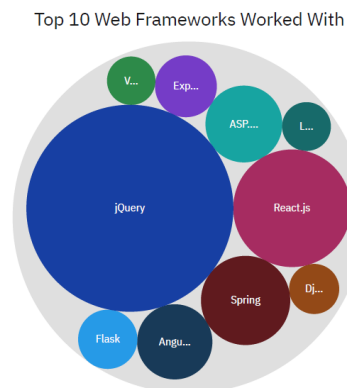 Top 10 Web Frameworks Worked With
V...
Exp...
ASP....
L...
jQuery
React.js
Dj...
Spring
Flask
Angu...